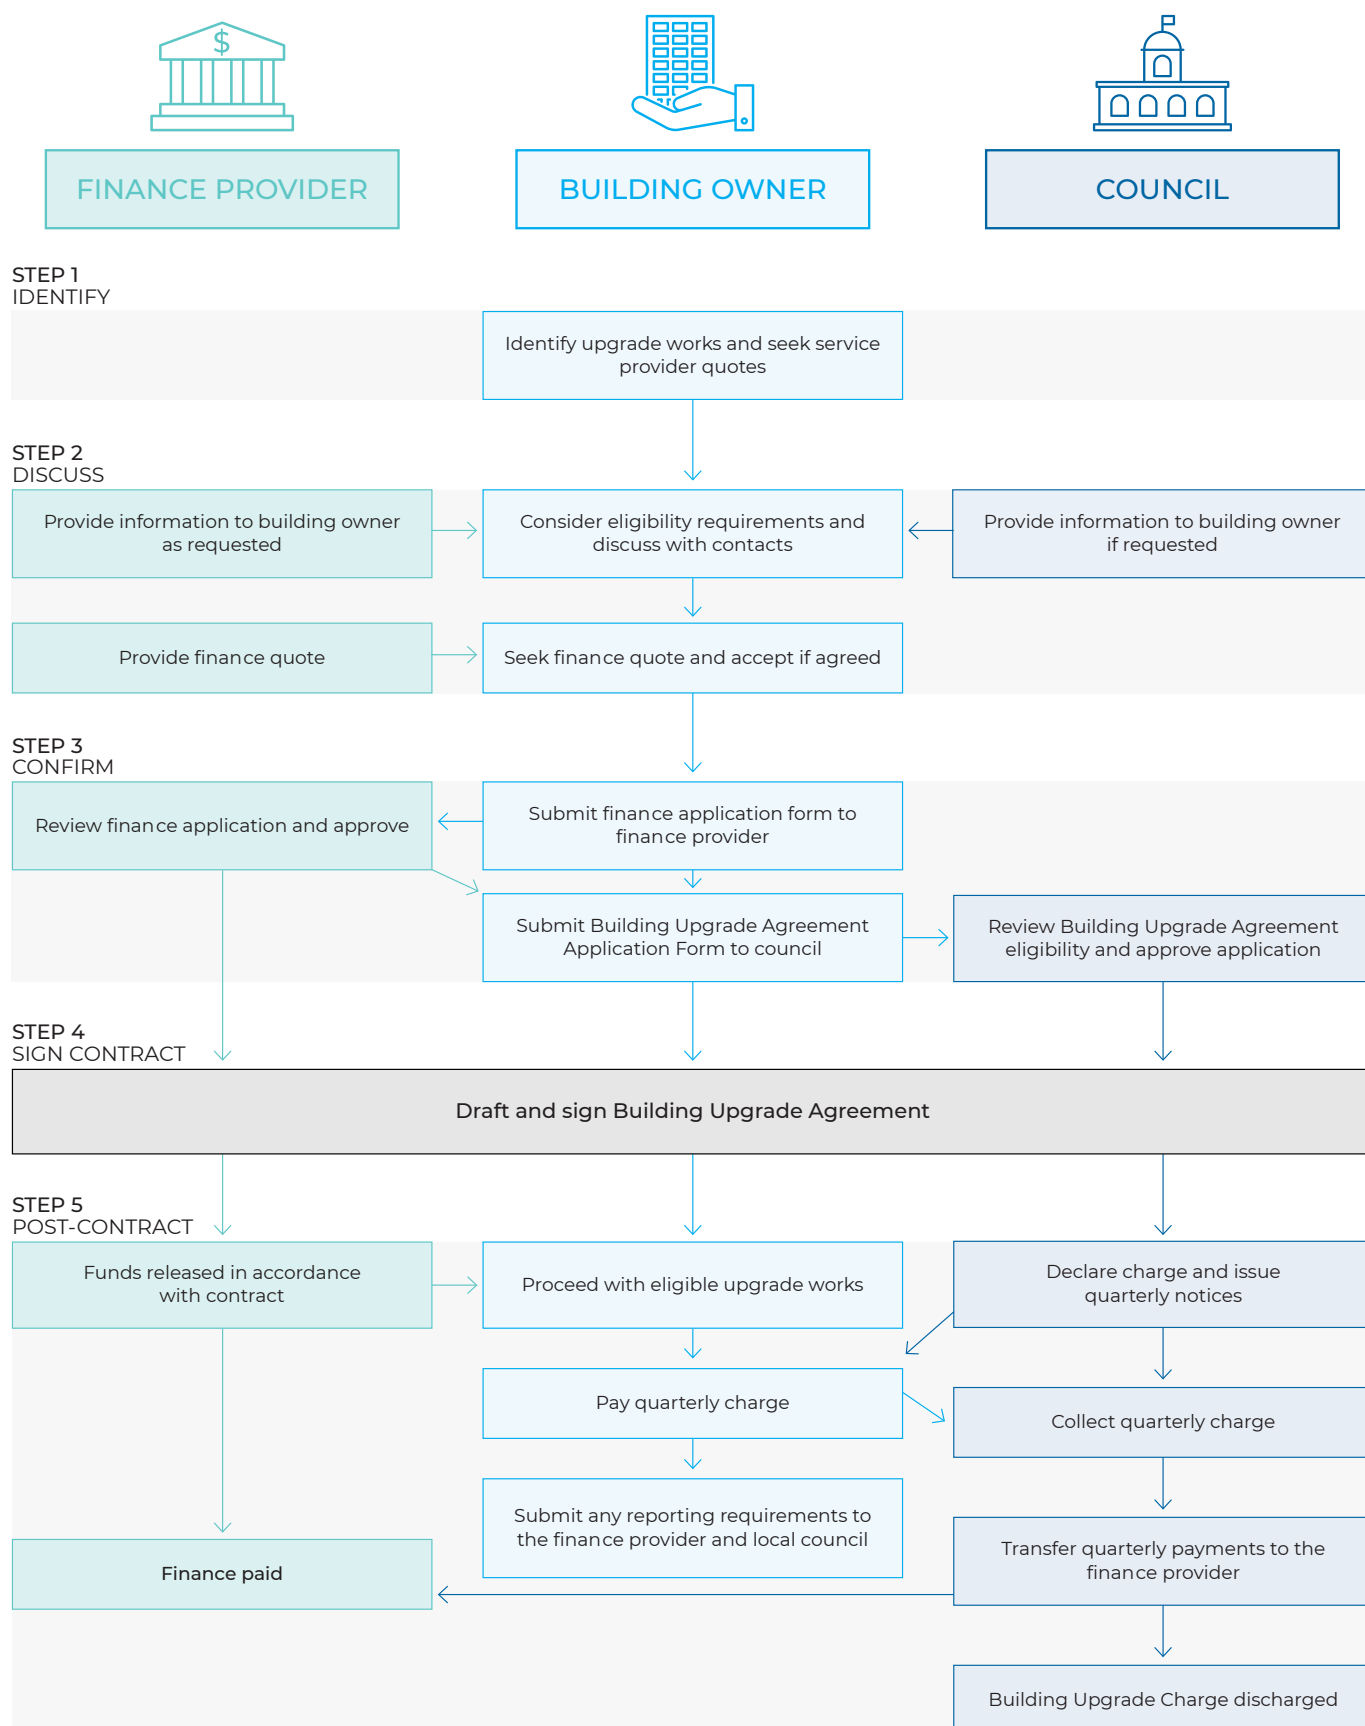 $
FINANCE PROVIDER
BUILDING OWNER
COUNCIL
STEP 1
IDENTIFY
Identify upgrade works and seek service
provider quotes
STEP 2
DISCUSS
Provide information to building owner
as requested
Consider eligibility requirements and
discuss with contacts
Provide information to building owner
if requested
Provide finance quote
Seek finance quote and accept if agreed
STEP 3
CONFIRM
Review finance application and approve
Submit finance application form to
finance provider
Submit Building Upgrade Agreement
Application Form to council
Review Building Upgrade Agreement
eligibility and approve application
STEP 4
SIGN CONTRACT
Draft and sign Building Upgrade Agreement
STEP 5
POST-CONTRACT
Funds released in accordance
with contract
Proceed with eligible upgrade works
Declare charge and issue
quarterly notices
Pay quarterly charge
Collect quarterly charge
Submit any reporting requirements to
the finance provider and local council
Finance paid
Transfer quarterly payments to the
finance provider
Building Upgrade Charge discharged